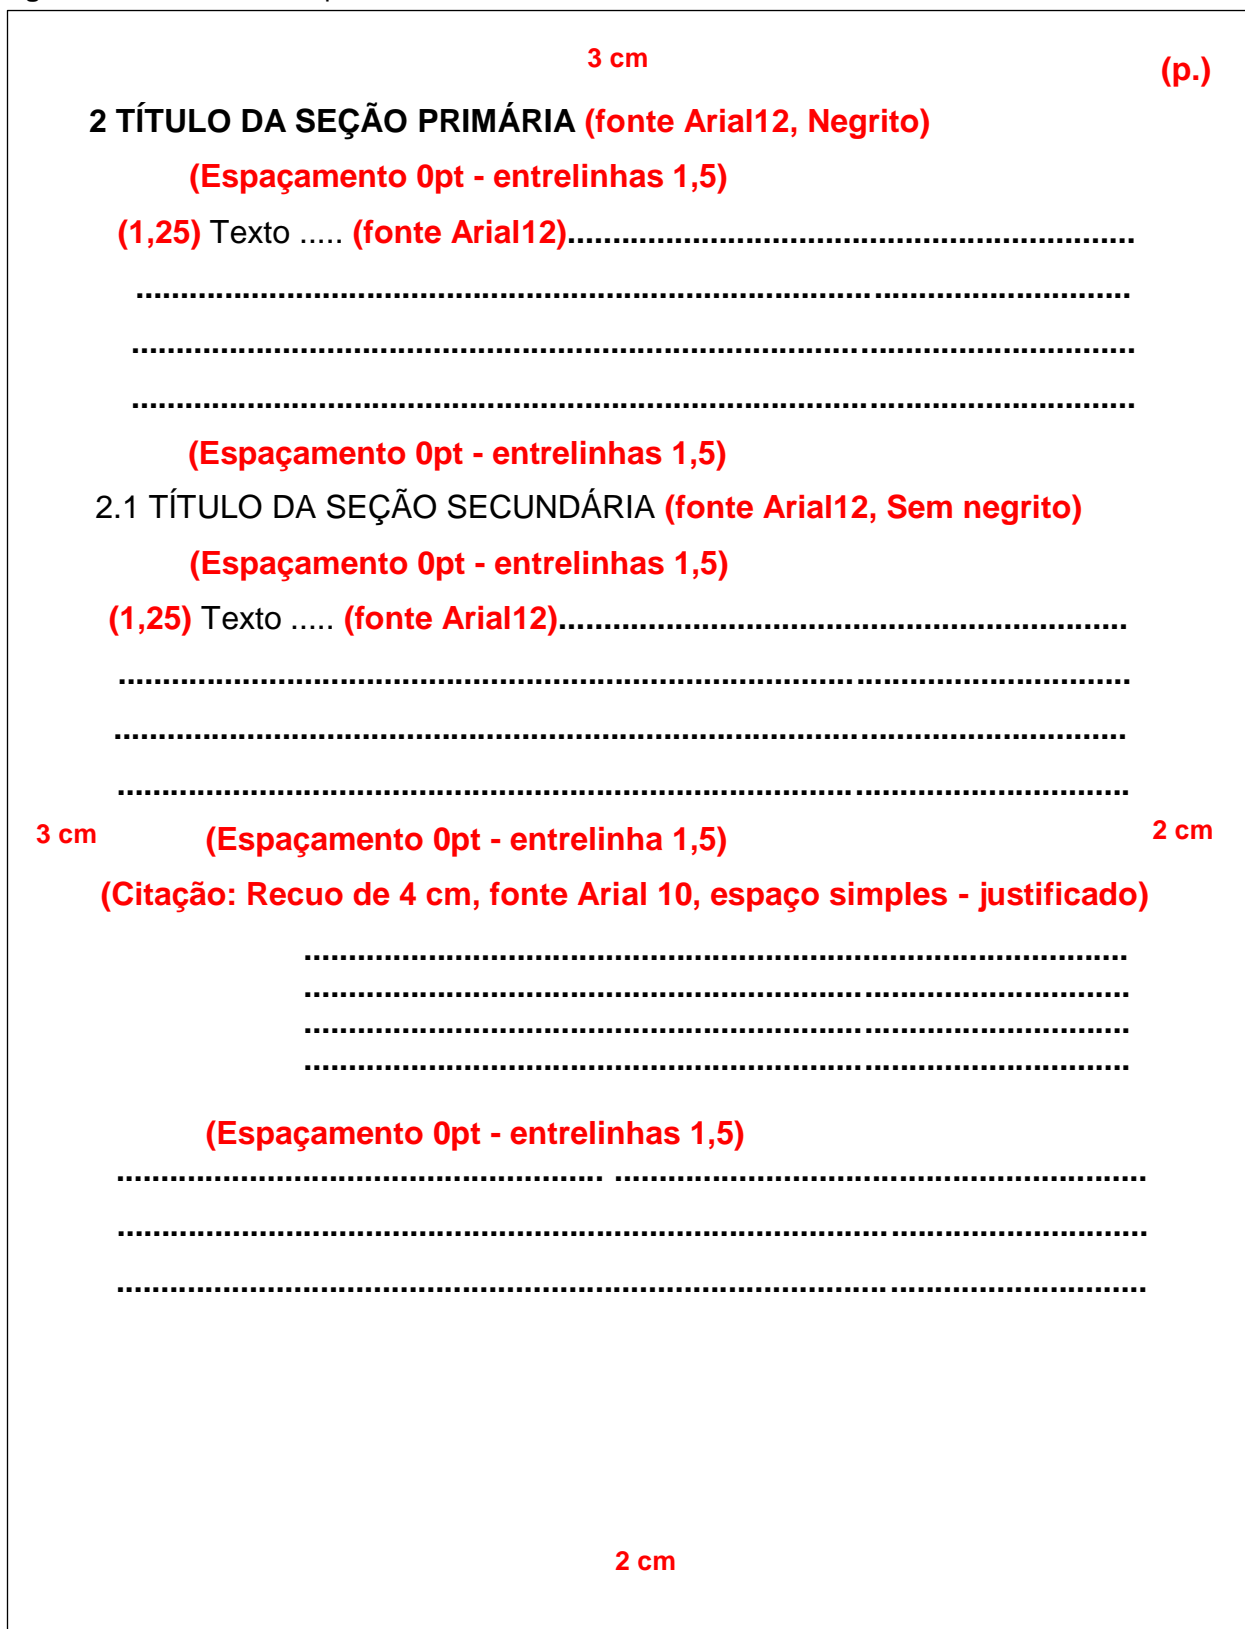 3 cm
(p.)
2 TÍTULO DA SEÇÃO PRIMÁRIA (fonte Arial12, Negrito)
(Espaçamento 0pt - entrelinhas 1,5)
(1,25) Texto ..... (fonte Arial12)................................................................
................................................................................................................
.................................................................................................................
.................................................................................................................
(Espaçamento 0pt - entrelinhas 1,5)
2.1 TÍTULO DA SEÇÃO SECUNDÁRIA (fonte Arial12, Sem negrito)
(Espaçamento 0pt - entrelinhas 1,5)
(1,25) Texto ..... (fonte Arial12)................................................................
..................................................................................................................
..................................................................................................................
..................................................................................................................
3 cm (Espaçamento 0pt - entrelinha 1,5) 2 cm
(Citação: Recuo de 4 cm, fonte Arial 10, espaço simples - justificado)
.............................................................................................
.............................................................................................
.............................................................................................
.............................................................................................
(Espaçamento 0pt - entrelinhas 1,5)
....................................................... ............................................................
....................................................................................................................
....................................................................................................................
2 cm